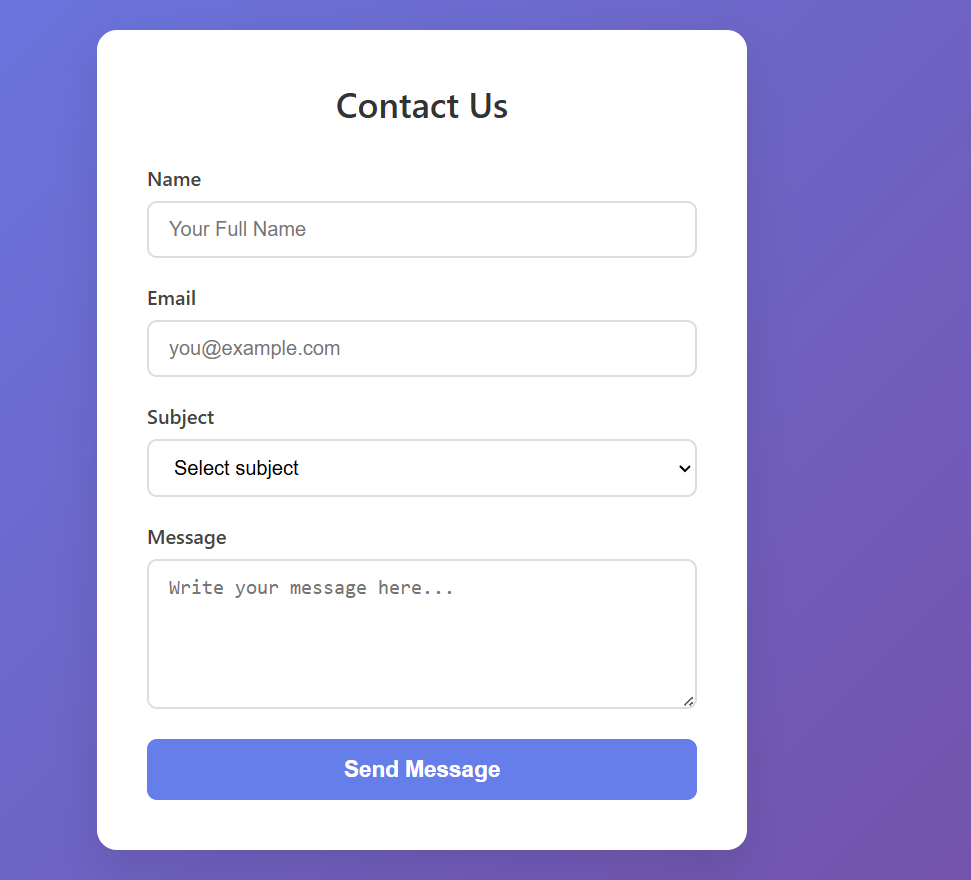 Contact Us
Name
Your Full Name
Email
you@example.com
Subject
Select subject
Message
Write your message here...
Send Message